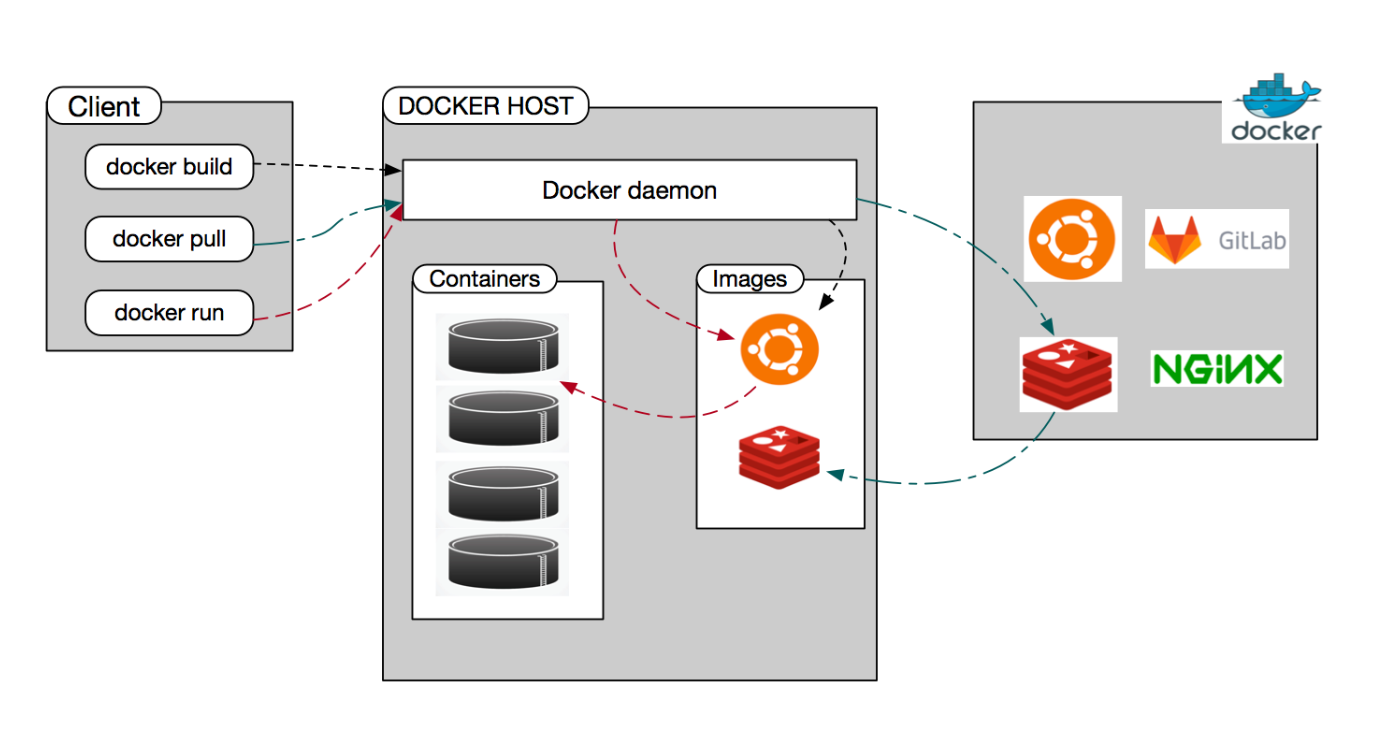 Client
docker build
docker pull
docker run
DOCKER HOST
Docker daemon
Containers
Images
docker
GitLab
NGiNX